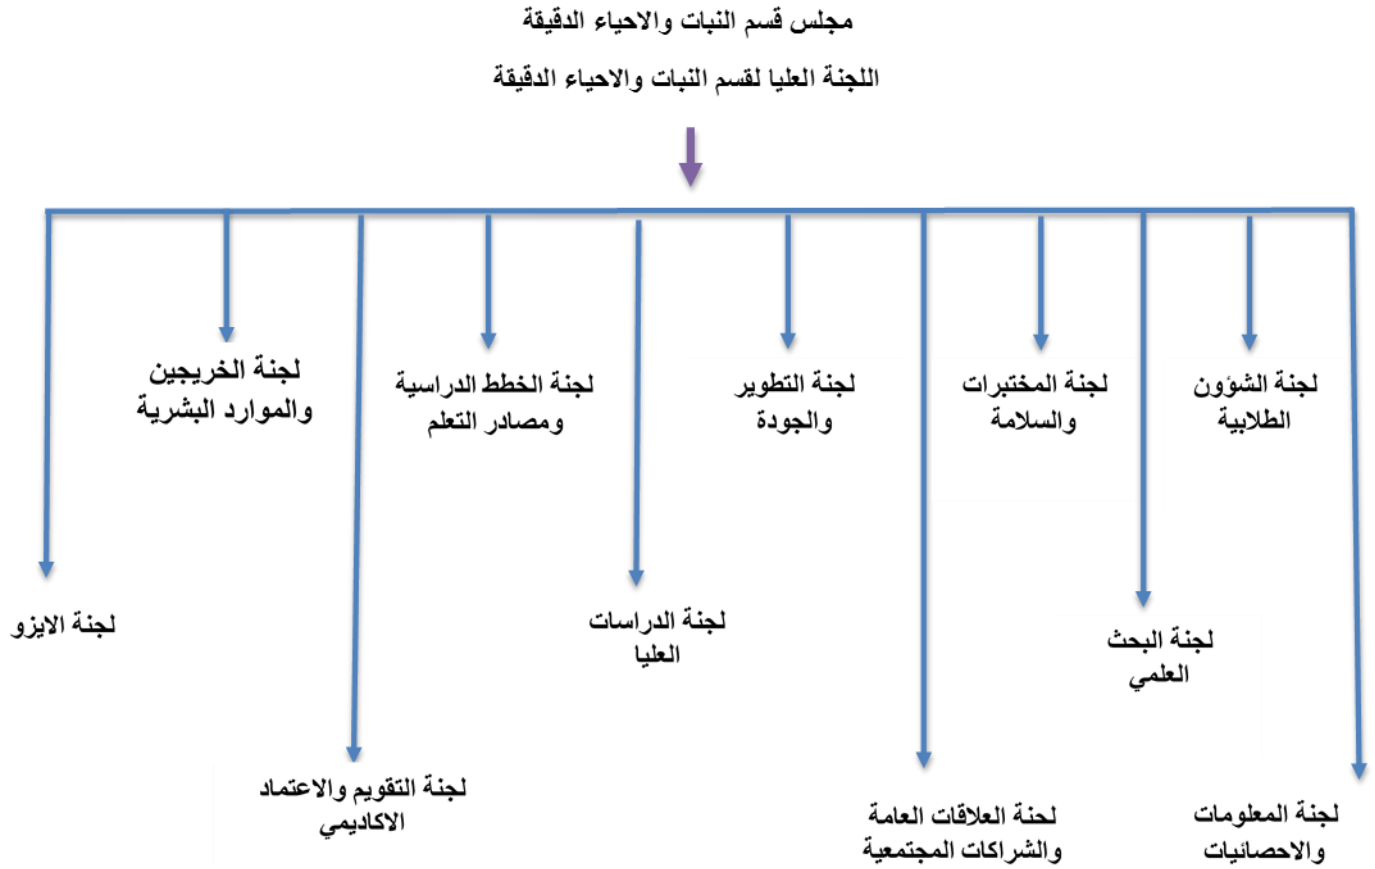 مجلس قسم النبات والاحياء الدقيقة
اللجنة العليا لقسم النبات والاحياء الدقيقة
لجنة الشؤون
الطلابية
لجنة المختبرات
والسلامة
لجنة التطوير
والجودة
لجنة الخطط الدراسية
ومصادر التعلم
لجنة الخريجين
والموارد البشرية
لجنة البحث
العلمي
لجنة الدراسات
العليا
لجنة الايزو
لجنة المعلومات
والاحصائيات
لحنة العلاقات العامة
والشراكات المجتمعية
لجنة التقويم والاعتماد
الاكاديمي